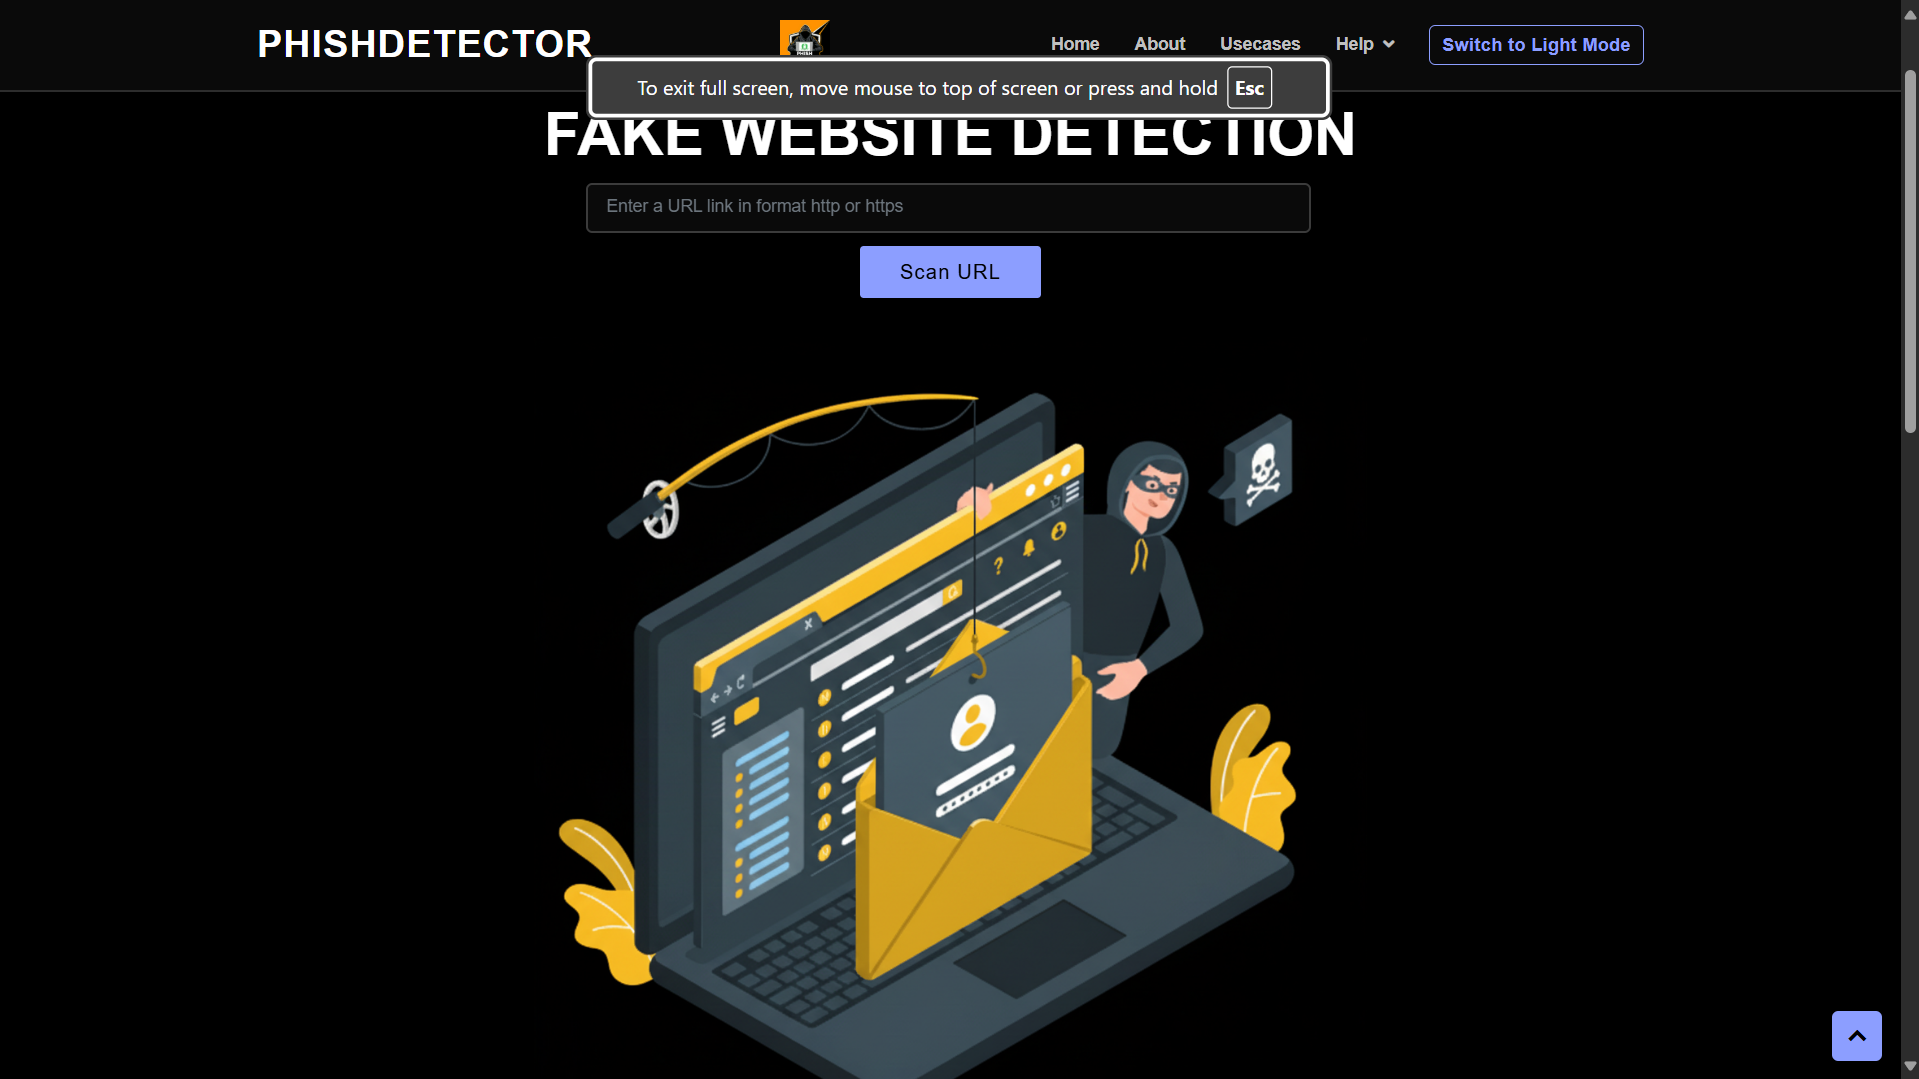 PHISHDETECTOR
PHISH
Home
About
Usecases
Help
Switch to Light Mode
To exit full screen, move mouse to top of screen or press and hold Esc
FAKE WEBSITE DETECTION
Enter a URL link in format http or https
Scan URL